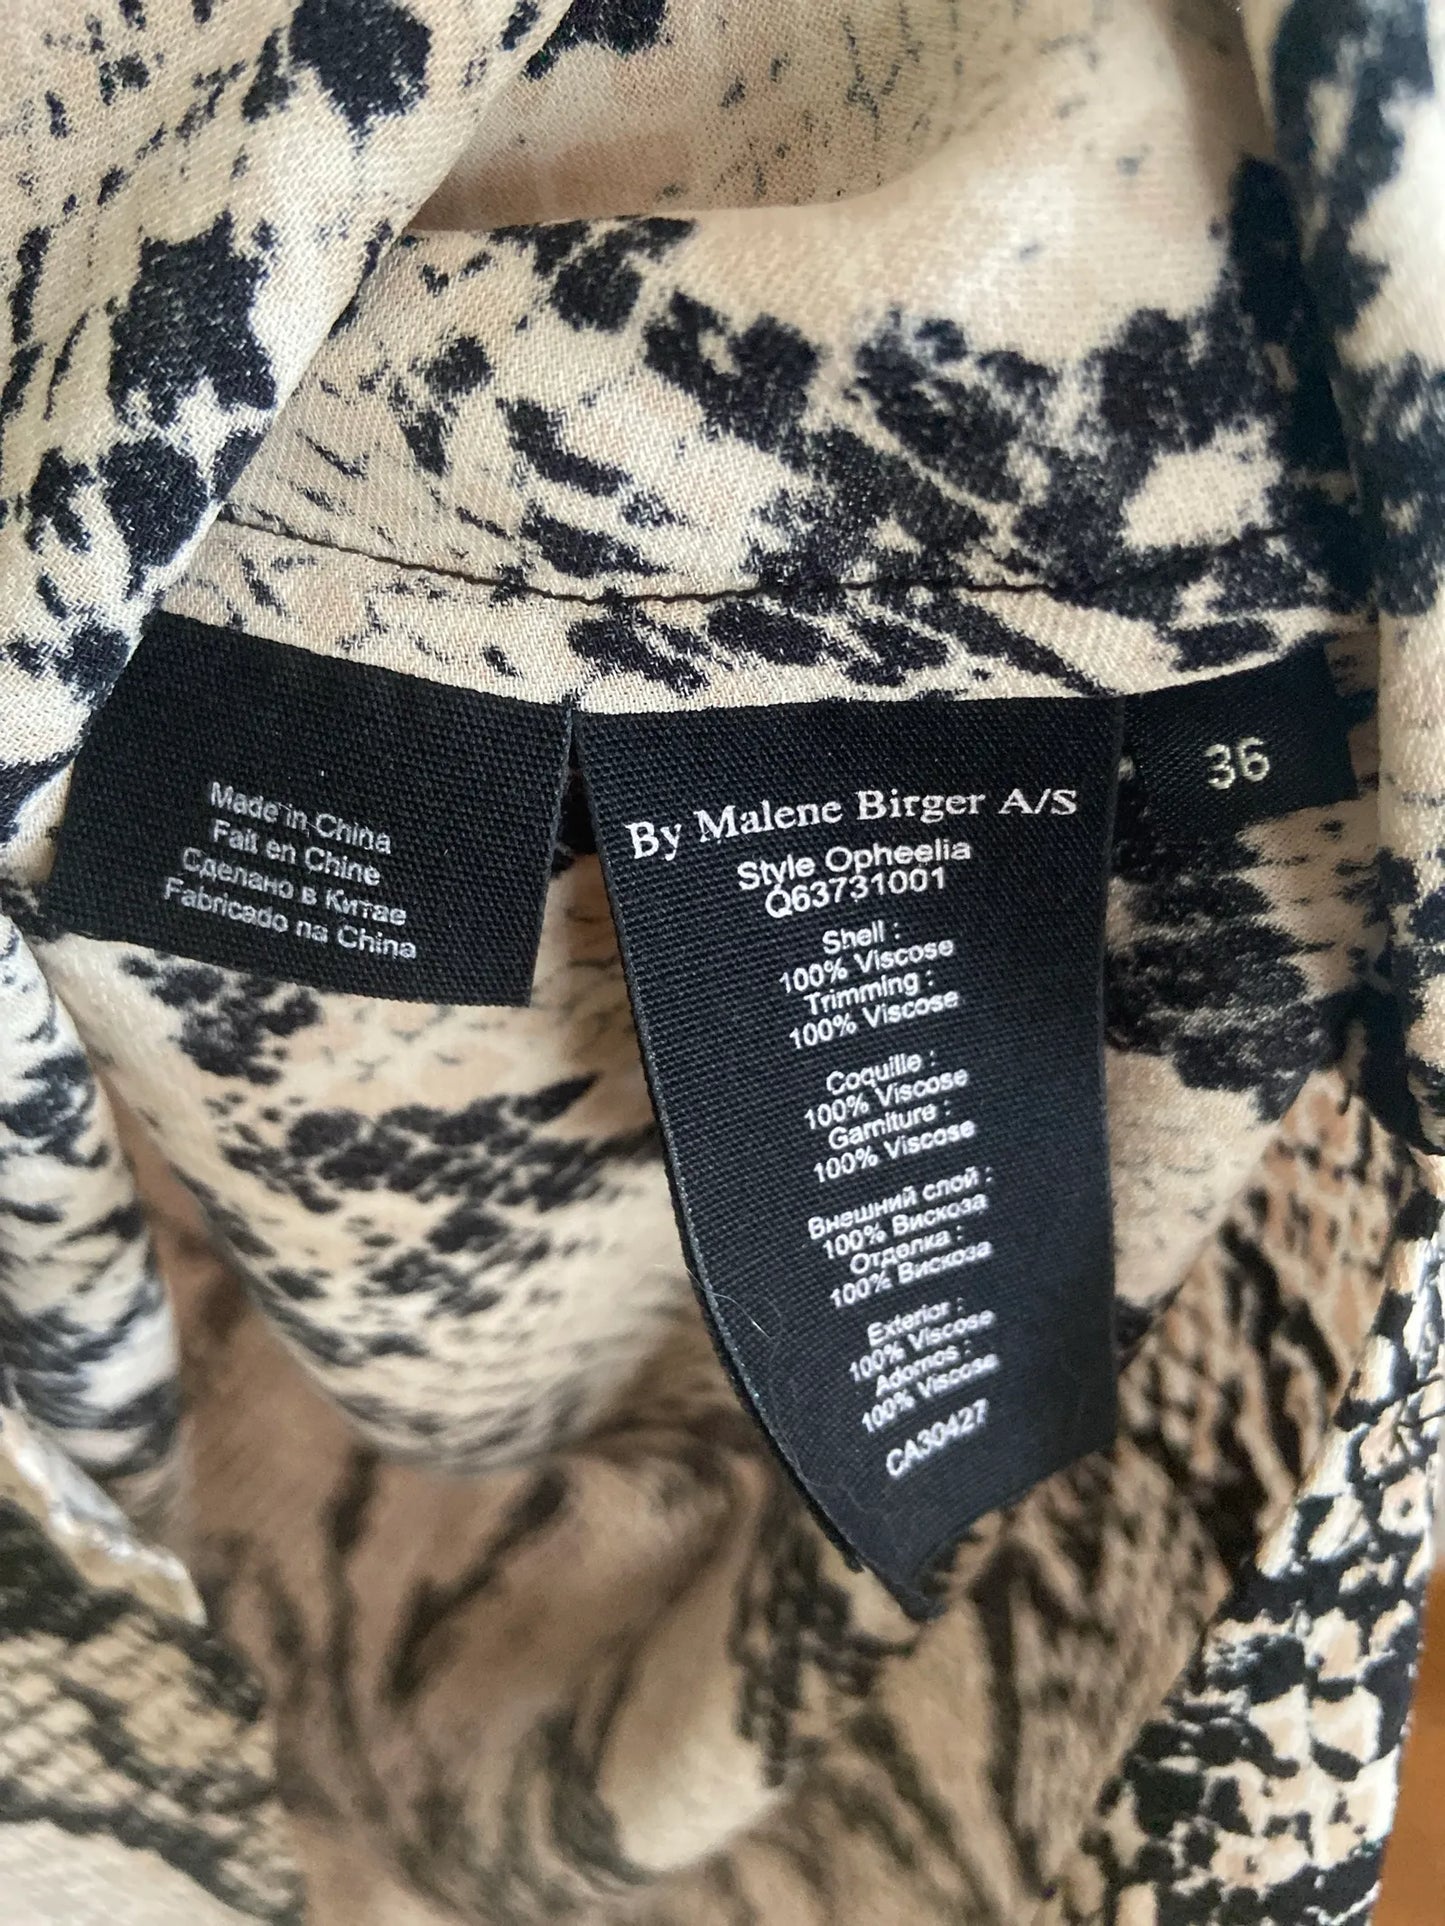 Made in China
Fait en Chine
Сделано в Китае
Fabricado na China
By Malene Birger A/S
Style Opheelia
Q63731001
Shell :
100% Viscose
Trimming :
100% Viscose
Coquille :
100% Viscose
Garniture :
100% Viscose
Внешний слой :
100% Вискоза
Отделка :
100% Вискоза
Exterior :
100% Viscose
Adornos :
100% Viscose
CA30427
36